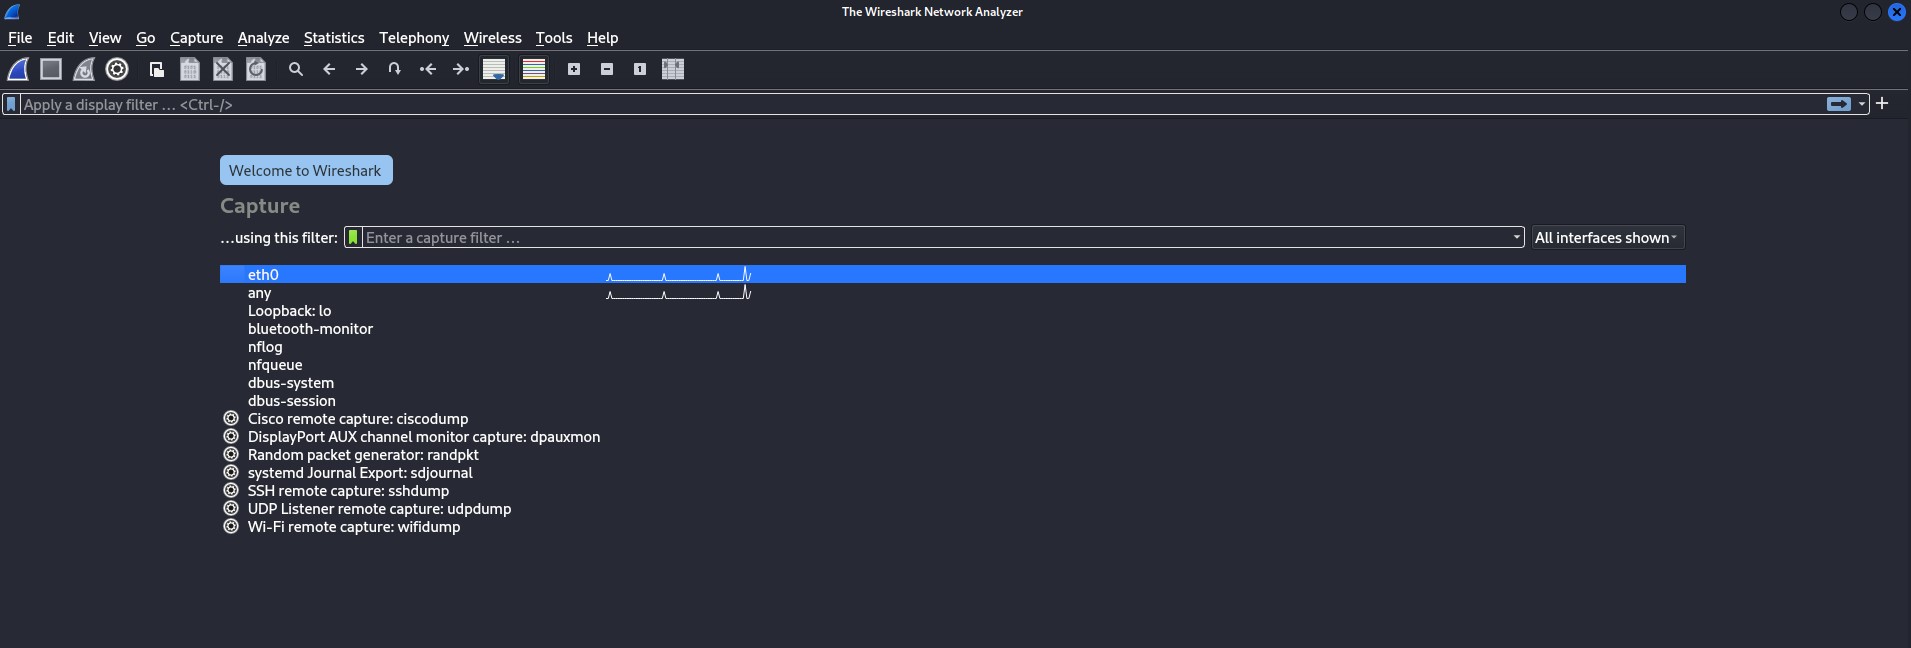 The Wireshark Network Analyzer
File Edit View Go Capture Analyze Statistics Telephony Wireless Tools Help
Apply a display filter … <Ctrl-/>
Welcome to Wireshark
Capture
…using this filter: Enter a capture filter … All interfaces shown
eth0
any
Loopback: lo
bluetooth-monitor
nflog
nfqueue
dbus-system
dbus-session
Cisco remote capture: ciscodump
DisplayPort AUX channel monitor capture: dpauxmon
Random packet generator: randpkt
systemd Journal Export: sdjournal
SSH remote capture: sshdump
UDP Listener remote capture: udpdump
Wi-Fi remote capture: wifidump